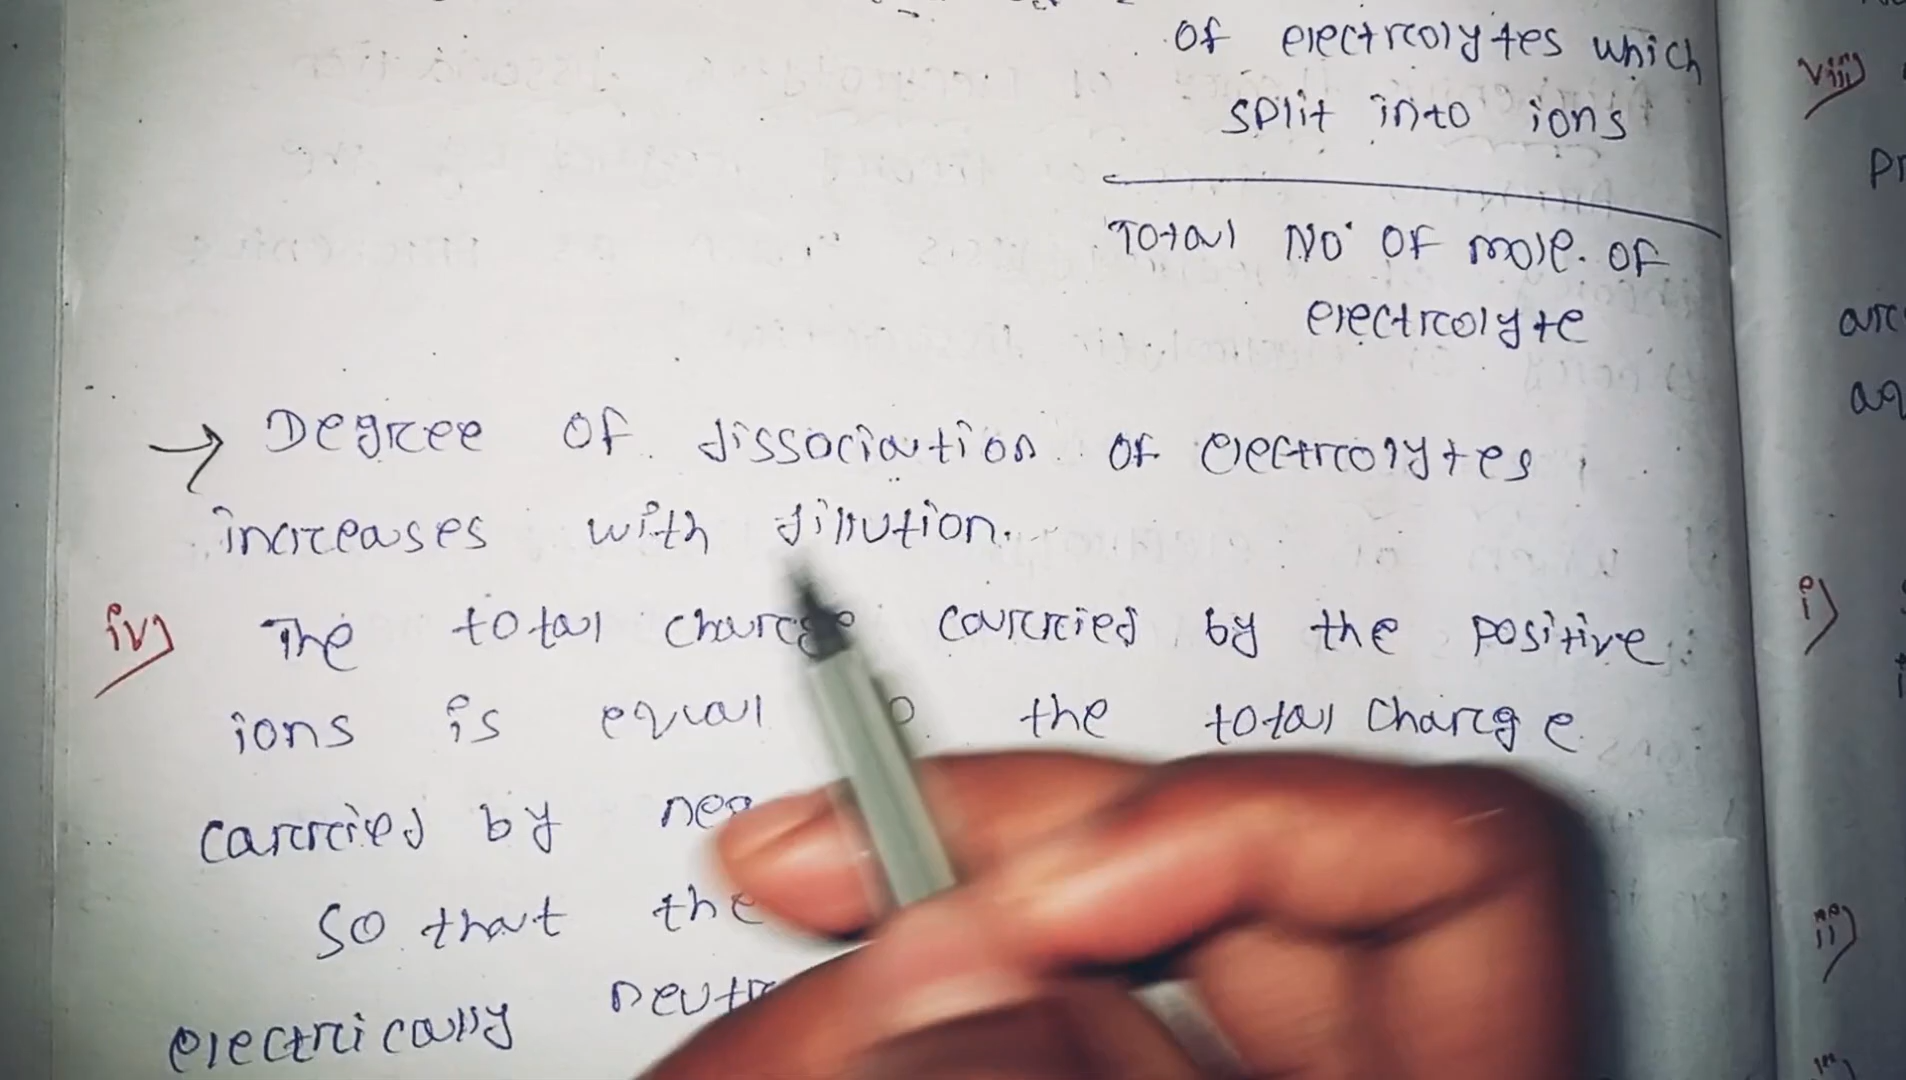 of electrolytes which
split into ions
Total No. of mole. of
electrolyte
→ Degree of dissociation of electrolytes
increases with dilution.
iv) The total charge carried by the positive
ions is equal the total charge
carried by
so that the
electrically
viii)
i)
ii)